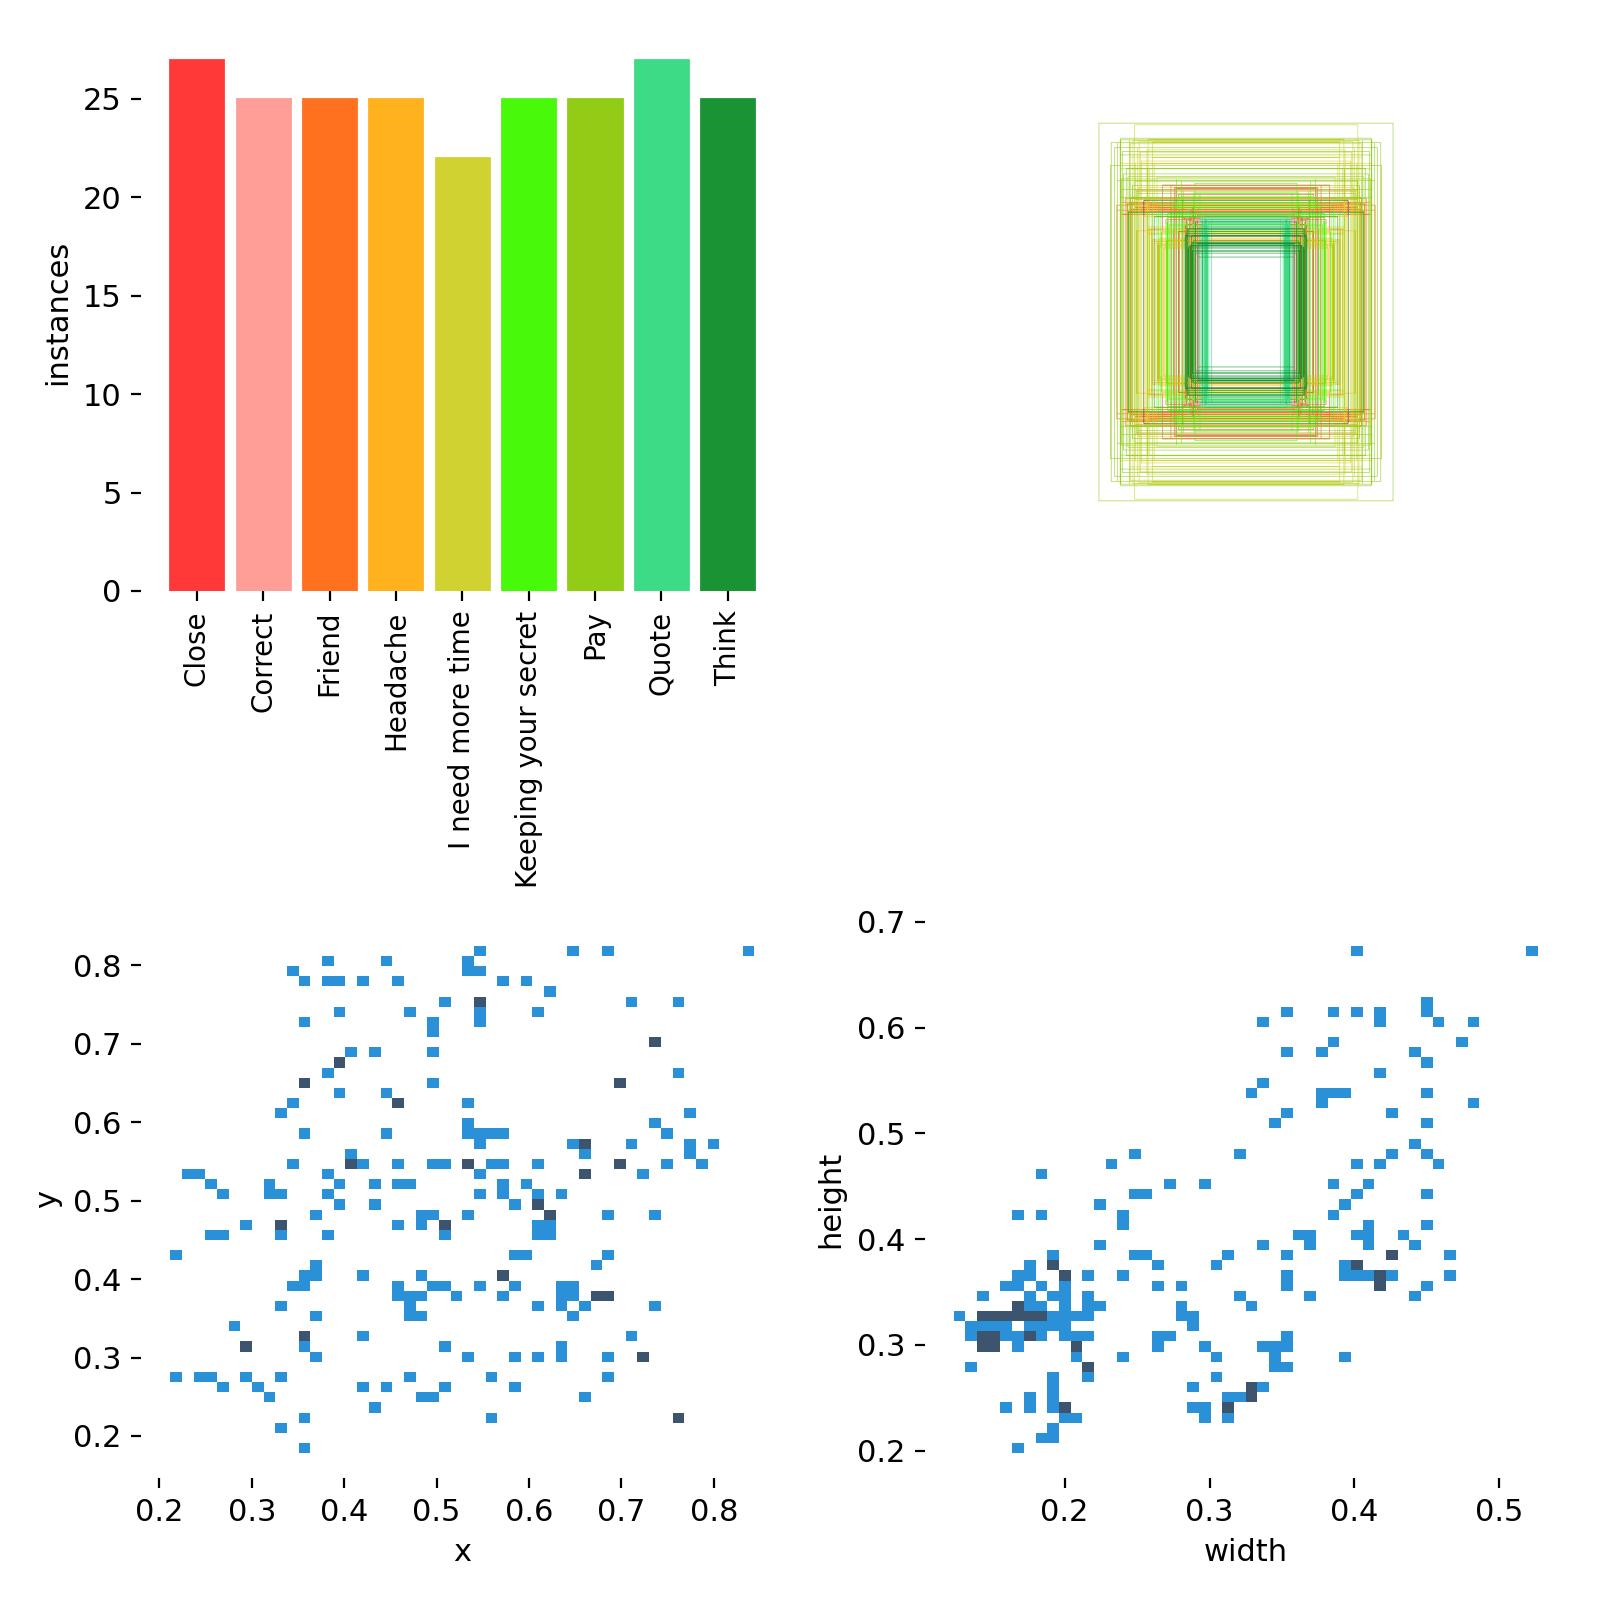 instances
25
20
15
10
5
0
Close
Correct
Friend
Headache
I need more time
Keeping your secret
Pay
Quote
Think
y
0.8
0.7
0.6
0.5
0.4
0.3
0.2
0.2 0.3 0.4 0.5 0.6 0.7 0.8
x
height
0.7
0.6
0.5
0.4
0.3
0.2
0.2 0.3 0.4 0.5
width